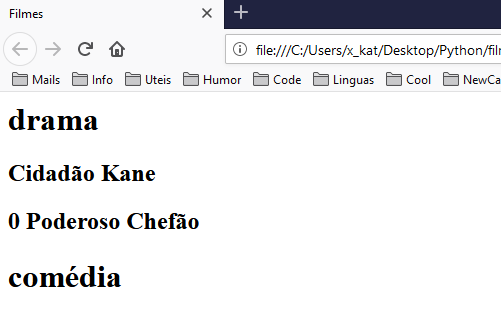 Filmes
file:///C:/Users/x_kat/Desktop/Python/fil
Mails Info Uteis Humor Code Linguas Cool NewCa
drama
Cidadão Kane
0 Poderoso Chefão
comédia